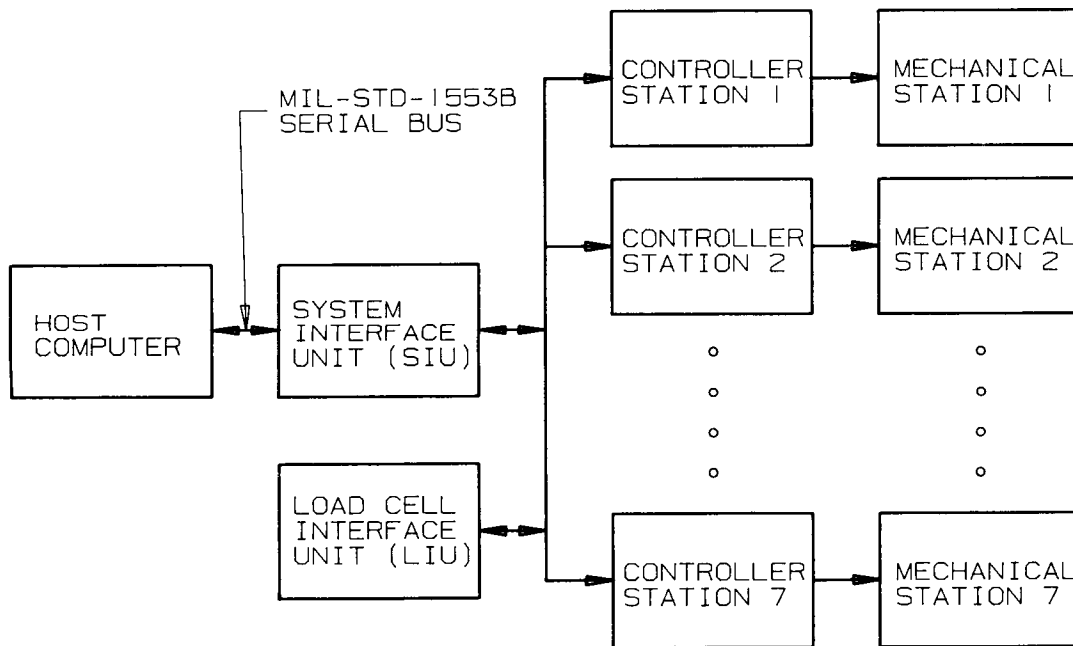 MIL-STD-1553B
SERIAL BUS
HOST
COMPUTER
SYSTEM
INTERFACE
UNIT (SIU)
LOAD CELL
INTERFACE
UNIT (LIU)
CONTROLLER
STATION 1
MECHANICAL
STATION 1
CONTROLLER
STATION 2
MECHANICAL
STATION 2
CONTROLLER
STATION 7
MECHANICAL
STATION 7